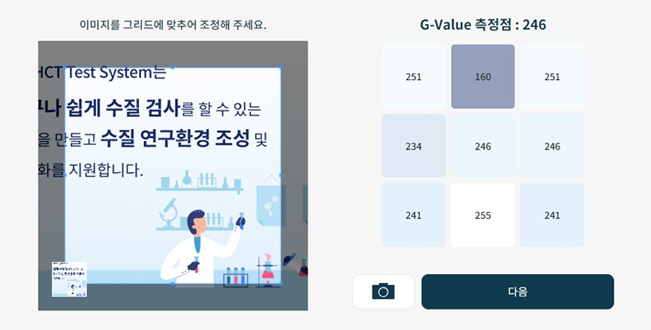 이미지를 그리드에 맞추어 조정해 주세요.
HCT Test System는
구나 쉽게 수질 검사를 할 수 있는
을 만들고 수질 연구환경 조성 및
화를 지원합니다.
G-Value 측정점 : 246
251 160 251
234 246 246
241 255 241
다음